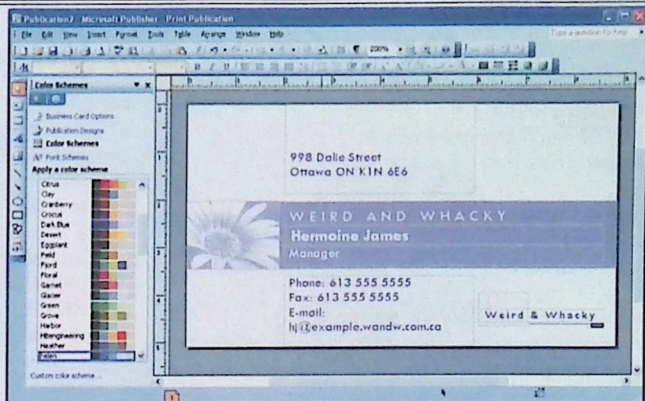 Publication2 - Microsoft Publisher - Print Publication
File Edit View Insert Format Tools Table Arrange Window Help
Type a question for help
200%
Color Schemes
Business Card Options
Publication Designs
Color Schemes
Font Schemes
Apply a color scheme
Citrus
Clay
Cranberry
Crocus
Dark Blue
Desert
Eggplant
Field
Fjord
Floral
Garnet
Glacier
Green
Grove
Harbor
HBengineering
Heather
Helen
Custom color scheme...
998 Dalie Street
Ottawa ON K1N 6E6
WEIRD AND WHACKY
Hermoine James
Manager
Phone: 613 555 5555
Fax: 613 555 5555
E-mail:
hj@example.wandw.com.ca
Weird & Whacky
1